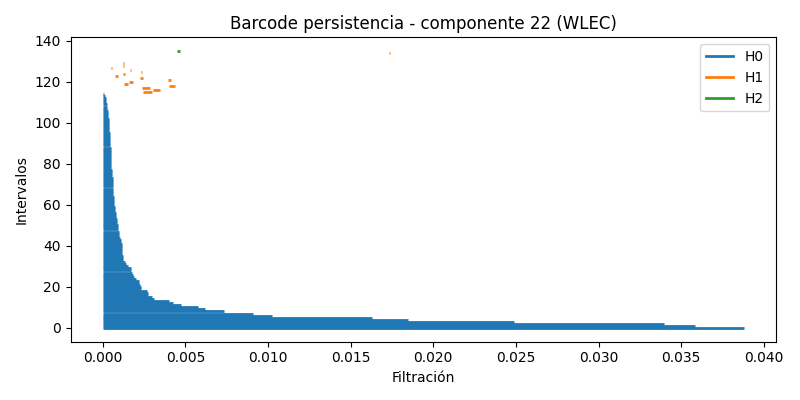 Barcode persistencia - componente 22 (WLEC)
140
120
100
80
60
40
20
0
Intervalos
H0
H1
H2
0.000 0.005 0.010 0.015 0.020 0.025 0.030 0.035 0.040
Filtración